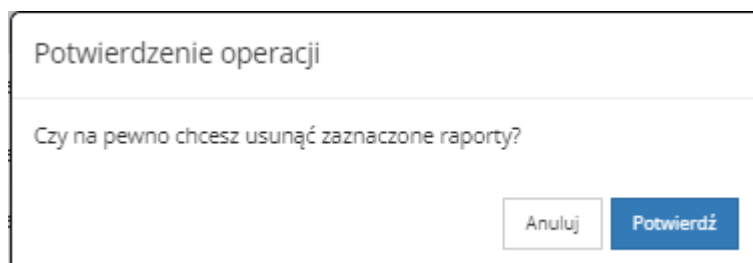 Potwierdzenie operacji
Czy na pewno chcesz usunąć zaznaczone raporty?
Anuluj
Potwierdź